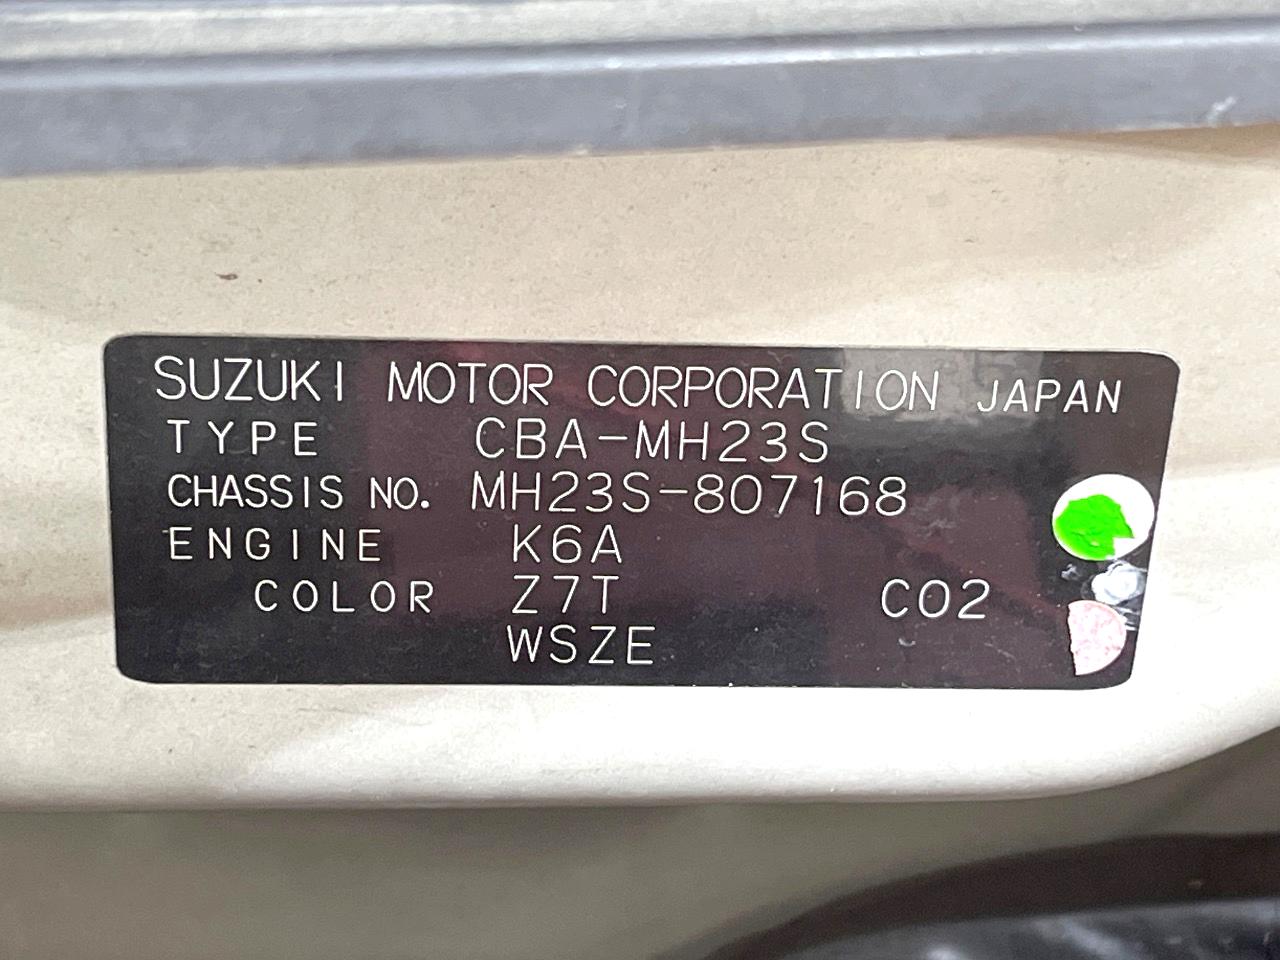 SUZUKI MOTOR CORPORATION JAPAN
TYPE CBA-MH23S
CHASSIS NO. MH23S-807168
ENGINE K6A
COLOR Z7T C02
WSZE